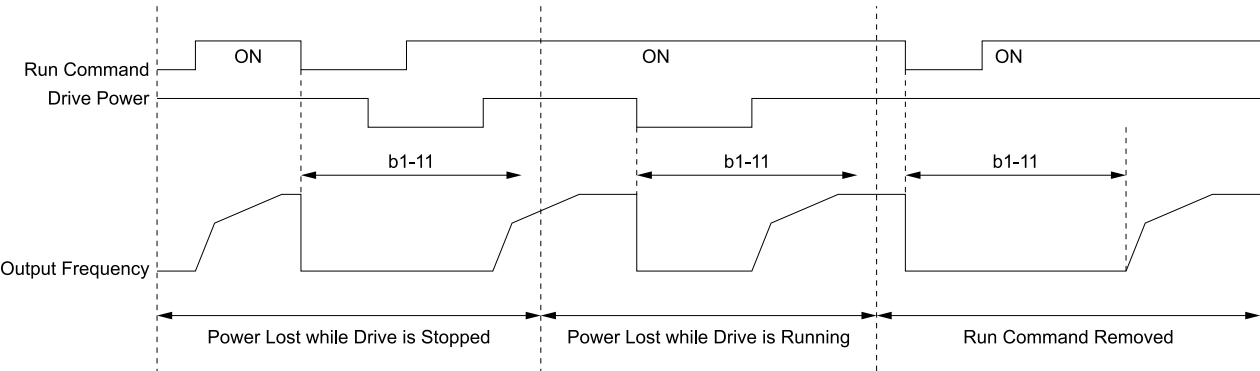 ON ON ON
Run Command
Drive Power
b1-11 b1-11 b1-11
Output Frequency
Power Lost while Drive is Stopped Power Lost while Drive is Running Run Command Removed